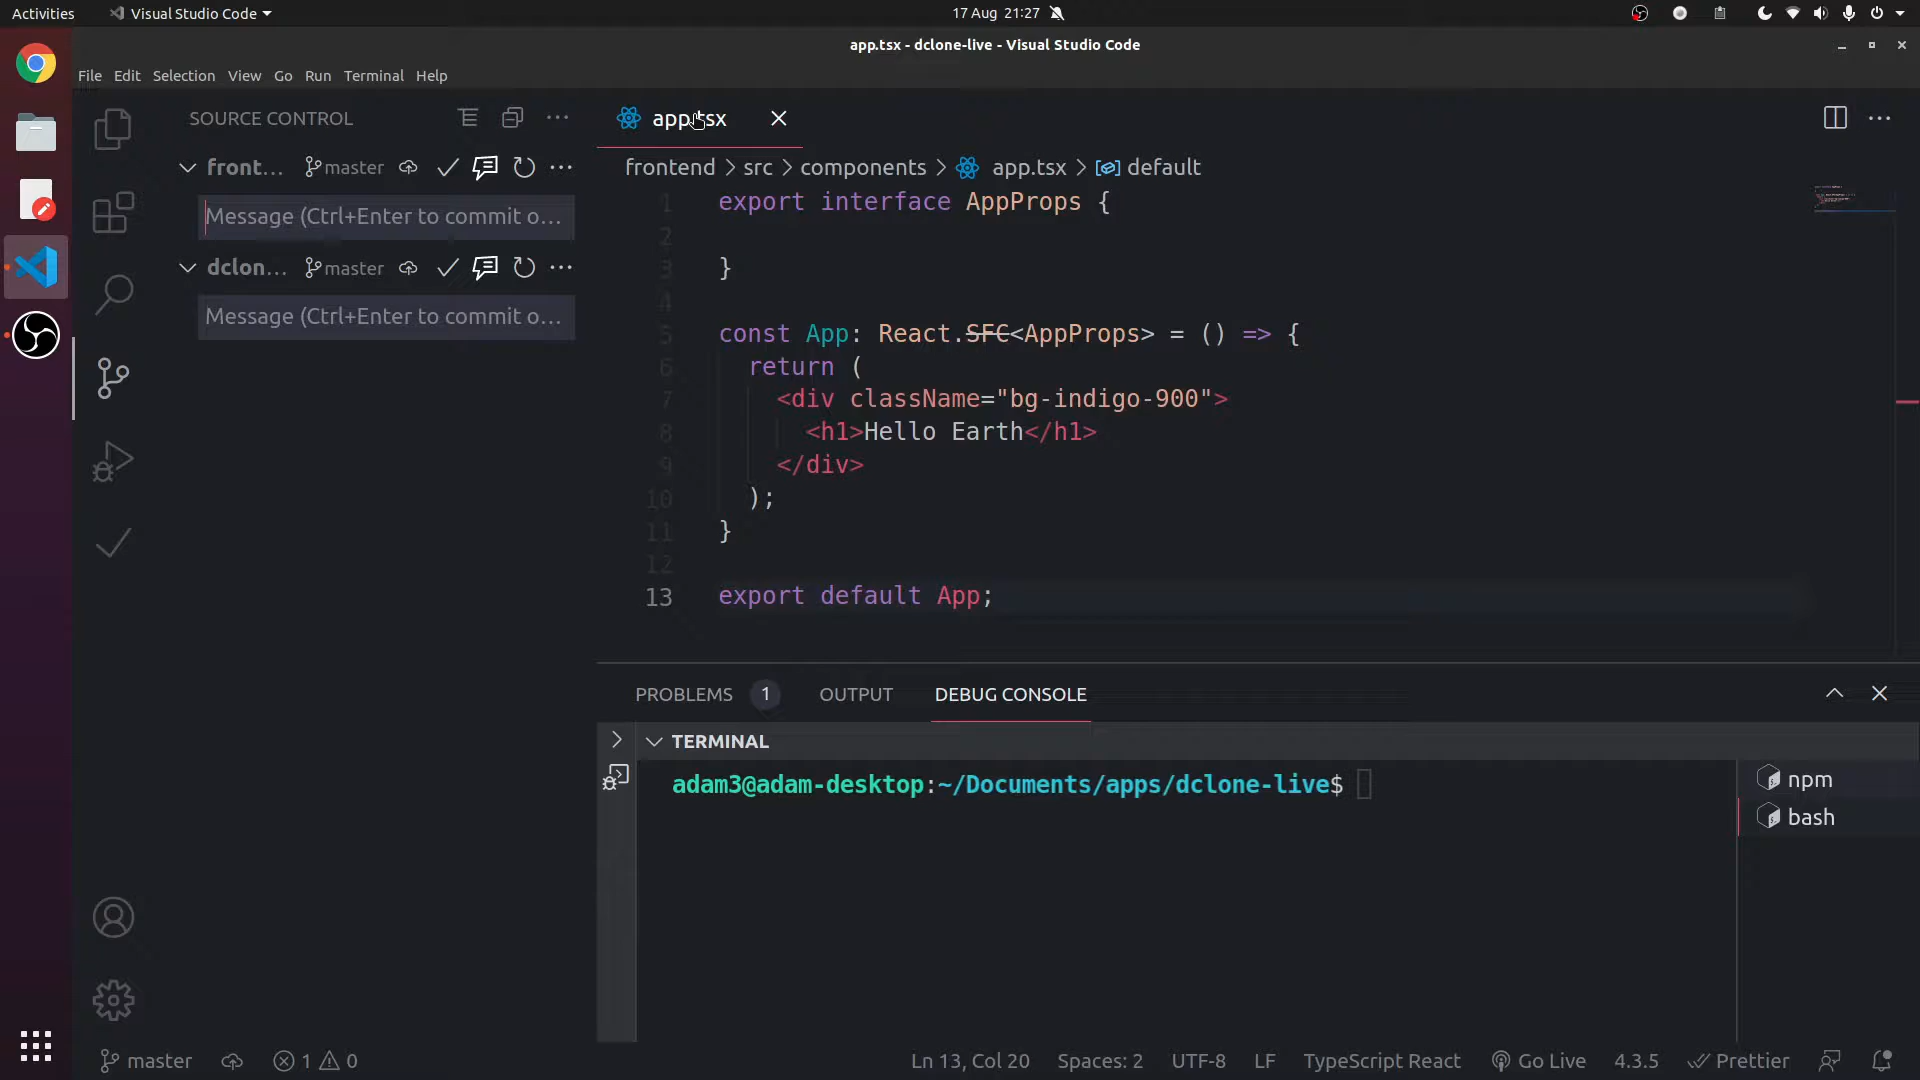 Activities Visual Studio Code 17 Aug 21:27
app.tsx - dclone-live - Visual Studio Code
File Edit Selection View Go Run Terminal Help
SOURCE CONTROL
front... master
Message (Ctrl+Enter to commit o...
dclon... master
Message (Ctrl+Enter to commit o...
app.tsx
frontend > src > components > app.tsx > default
1 export interface AppProps {
2
3 }
4
5 const App: React.SFC<AppProps> = () => {
6 return (
7 <div className="bg-indigo-900">
8 <h1>Hello Earth</h1>
9 </div>
10 );
11 }
12
13 export default App;
PROBLEMS 1 OUTPUT DEBUG CONSOLE
TERMINAL
adam3@adam-desktop:~/Documents/apps/dclone-live$
npm
bash
master 1 0 Ln 13, Col 20 Spaces: 2 UTF-8 LF TypeScript React Go Live 4.3.5 Prettier